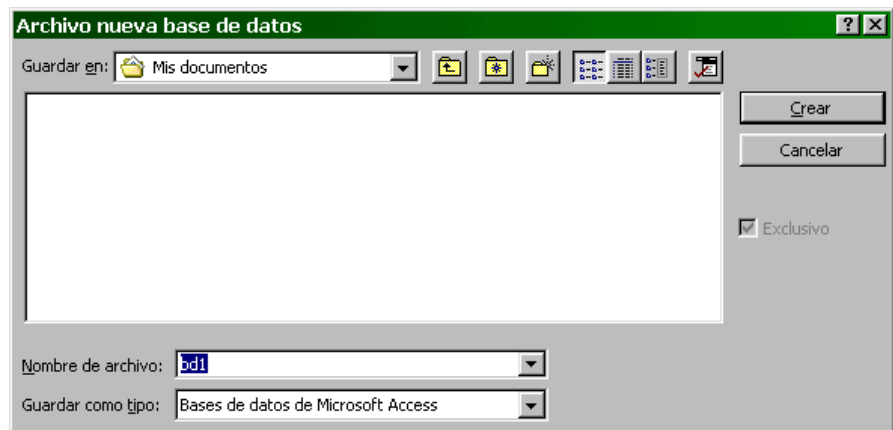 Archivo nueva base de datos
Guardar en: Mis documentos
Crear
Cancelar
Exclusivo
Nombre de archivo: bd1
Guardar como tipo: Bases de datos de Microsoft Access